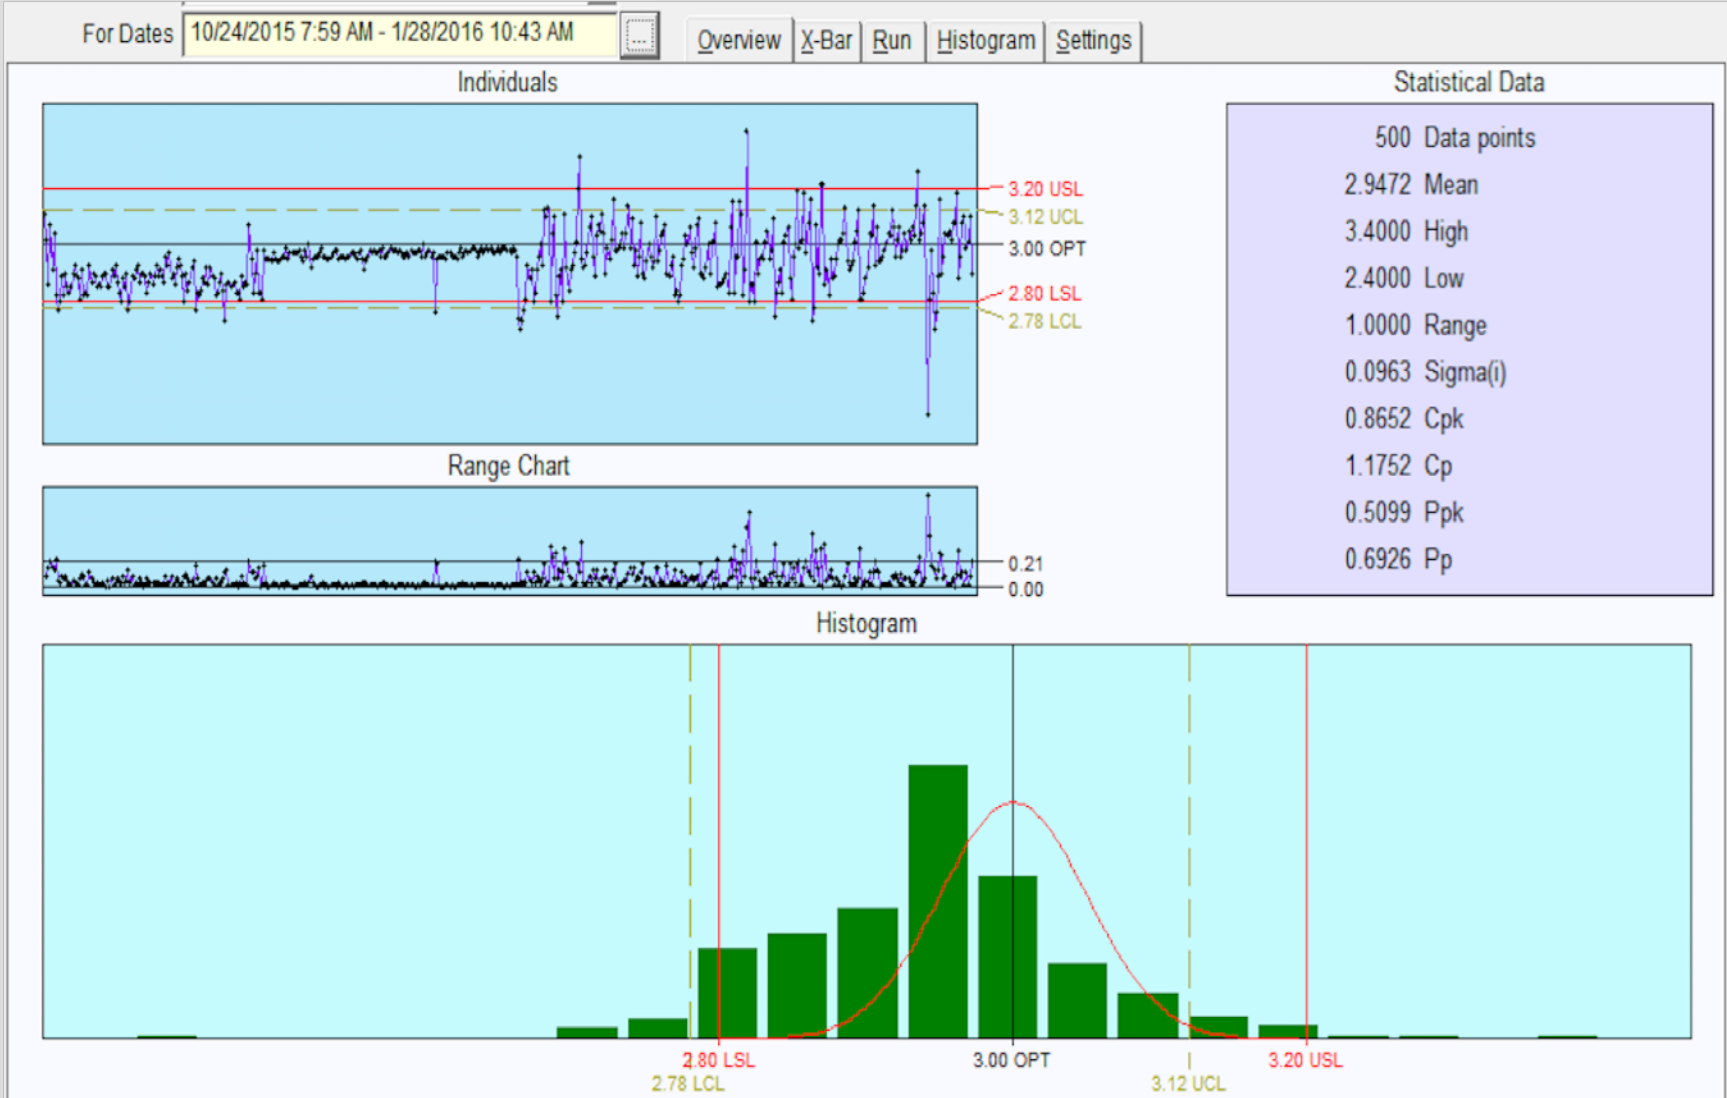 For Dates 10/24/2015 7:59 AM - 1/28/2016 10:43 AM ... Overview X-Bar Run Histogram Settings
Individuals
3.20 USL
3.12 UCL
3.00 OPT
2.80 LSL
2.78 LCL
Statistical Data
500 Data points
2.9472 Mean
3.4000 High
2.4000 Low
1.0000 Range
0.0963 Sigma(i)
0.8652 Cpk
1.1752 Cp
0.5099 Ppk
0.6926 Pp
Range Chart
0.21
0.00
Histogram
2.80 LSL 3.00 OPT 3.20 USL
2.78 LCL 3.12 UCL